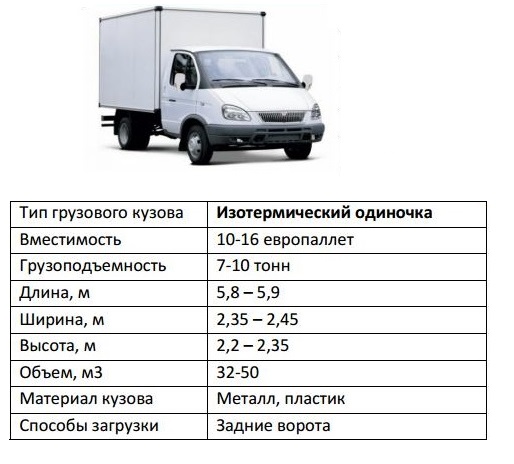 Тип грузового кузова Изотермический одиночка
Вместимость 10-16 европаллет
Грузоподъемность 7-10 тонн
Длина, м 5,8 – 5,9
Ширина, м 2,35 – 2,45
Высота, м 2,2 – 2,35
Объем, м3 32-50
Материал кузова Металл, пластик
Способы загрузки Задние ворота